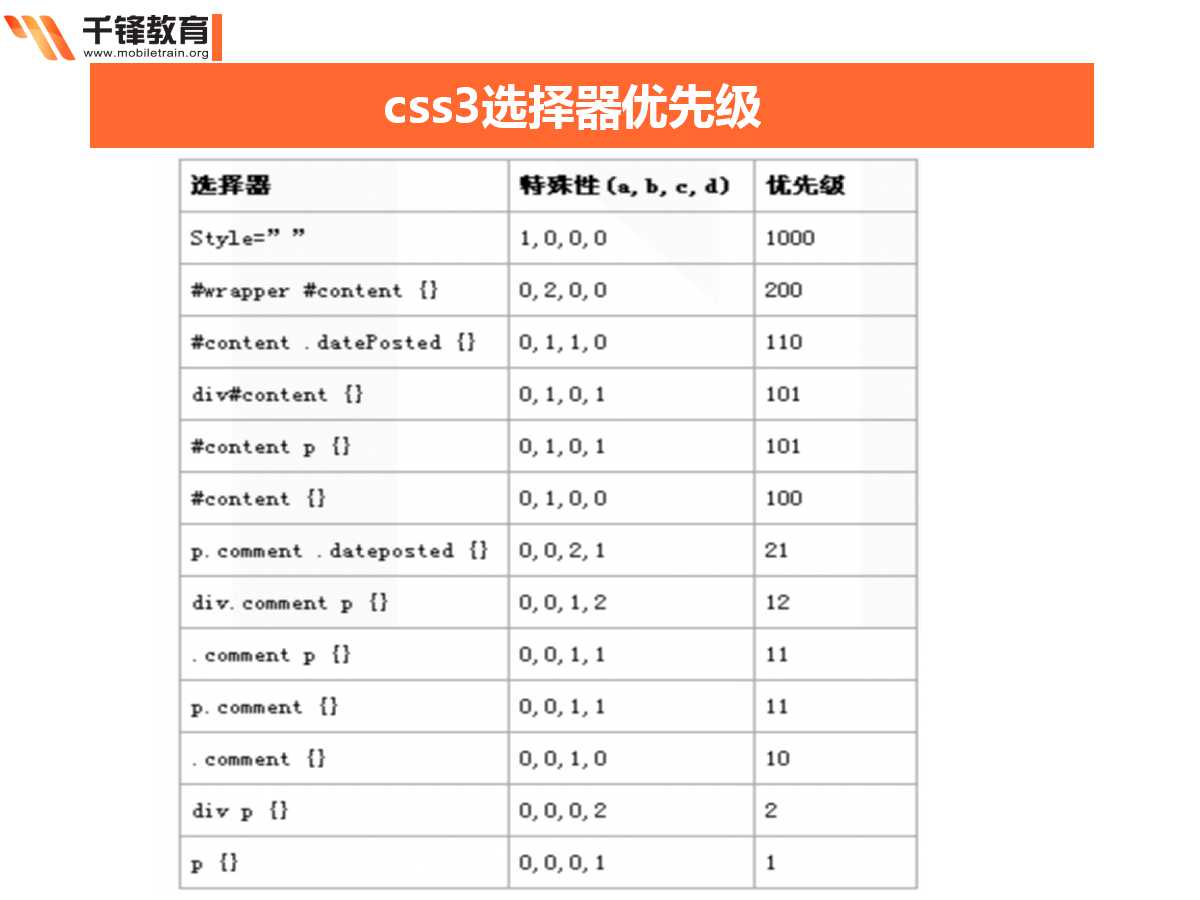 千锋教育
www.mobiletrain.org
css3选择器优先级
选择器 特殊性(a,b,c,d) 优先级
Style=” ” 1,0,0,0 1000
#wrapper #content {} 0,2,0,0 200
#content .datePosted {} 0,1,1,0 110
div#content {} 0,1,0,1 101
#content p {} 0,1,0,1 101
#content {} 0,1,0,0 100
p.comment .dateposted {} 0,0,2,1 21
div.comment p {} 0,0,1,2 12
.comment p {} 0,0,1,1 11
p.comment {} 0,0,1,1 11
.comment {} 0,0,1,0 10
div p {} 0,0,0,2 2
p {} 0,0,0,1 1